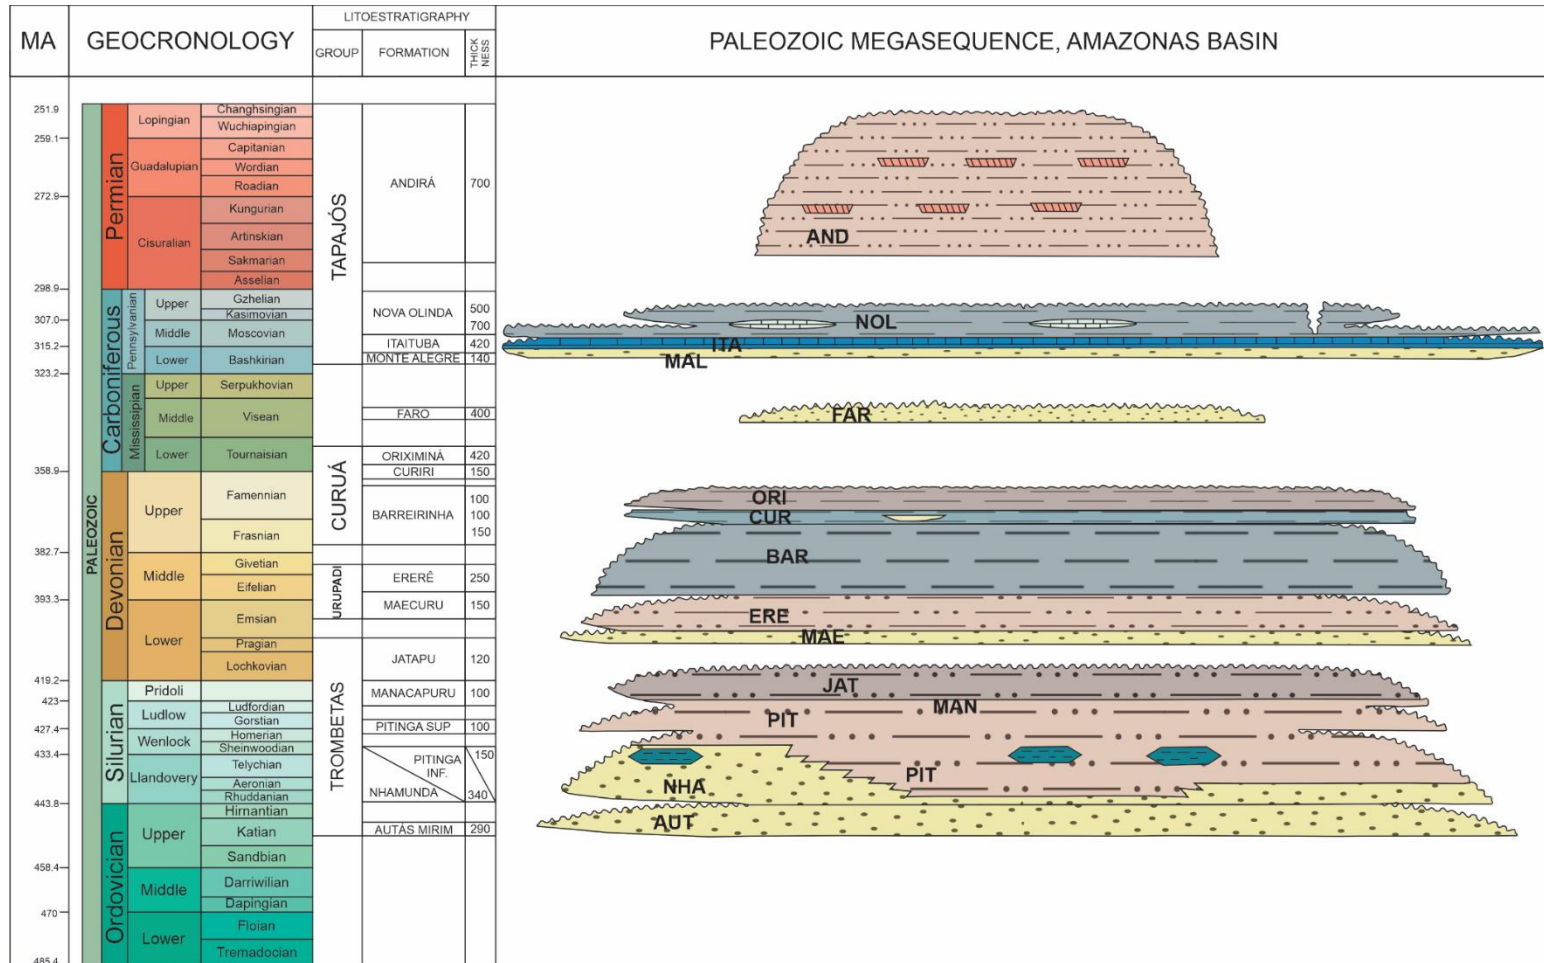 MA
GEOCRONOLOGY
LITOESTRATIGRAPHY
GROUP
FORMATION
THICK
NESS
PALEOZOIC MEGASEQUENCE, AMAZONAS BASIN
251.9
259.1
272.9
298.9
307.0
315.2
323.2
358.9
382.7
393.3
419.2
423
427.4
433.4
443.8
458.4
470
485.4
PALEOZOIC
Permian
Lopingian
Changhsingian
Wuchiapingian
Guadalupian
Capitanian
Wordian
Roadian
Cisuralian
Kungurian
Artinskian
Sakmarian
Asselian
Carboniferous
Pennsylvanian
Upper
Gzhelian
Kasimovian
Middle
Moscovian
Lower
Bashkirian
Mississipian
Upper
Serpukhovian
Middle
Visean
Lower
Tournaisian
Devonian
Upper
Famennian
Frasnian
Middle
Givetian
Eifelian
Lower
Emsian
Pragian
Lochkovian
Silurian
Pridoli
Ludlow
Ludfordian
Gorstian
Wenlock
Homerian
Sheinwoodian
Llandovery
Telychian
Aeronian
Rhuddanian
Ordovician
Upper
Hirnantian
Katian
Sandbian
Middle
Darriwilian
Dapingian
Lower
Floian
Tremadocian
TAPAJÓS
ANDIRÁ
700
NOVA OLINDA
500
700
ITAITUBA
420
MONTE ALEGRE
140
FARO
400
CURUÁ
ORIXIMINÁ
420
CURIRI
150
BARREIRINHA
100
100
150
URUPADI
ERERÊ
250
MAECURU
150
TROMBETAS
JATAPU
120
MANACAPURU
100
PITINGA SUP
100
PITINGA
INF.
150
NHAMUNDA
340
AUTÁS MIRIM
290
AND
NOL
ITA
MAL
FAR
ORI
CUR
BAR
ERE
MAE
JAT
MAN
PIT
PIT
NHA
AUT